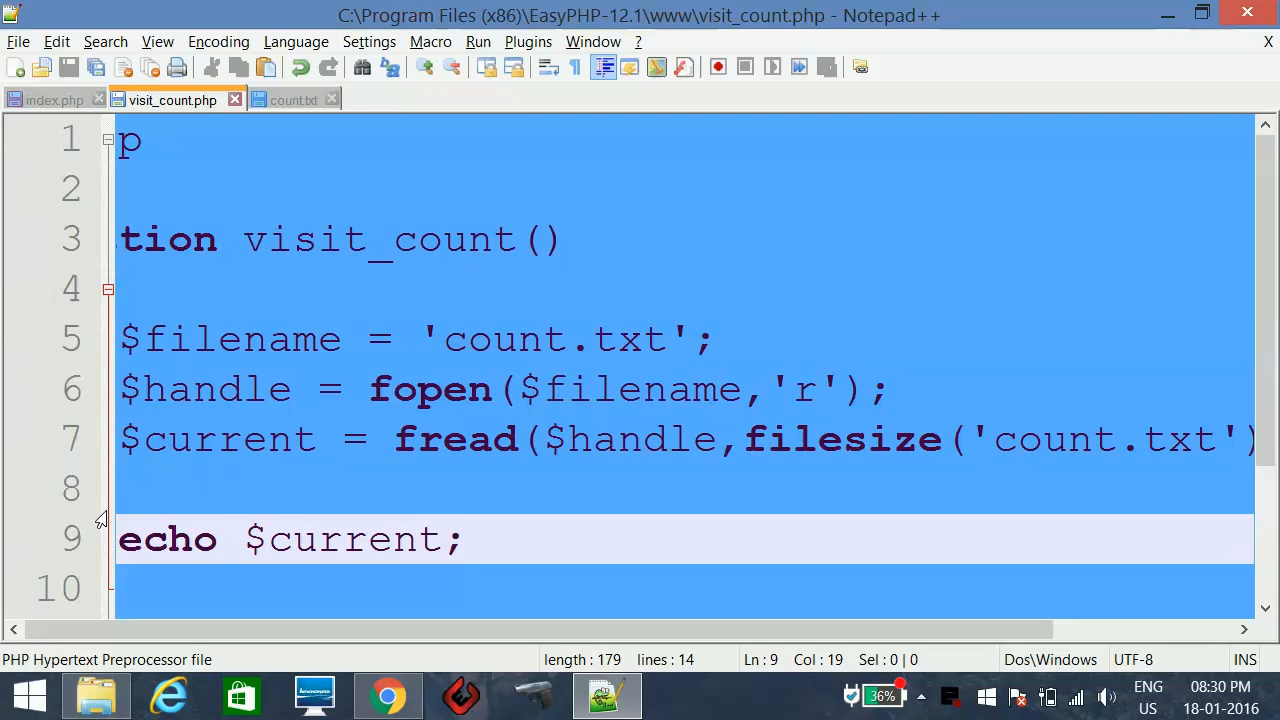 C:\Program Files (x86)\EasyPHP-12.1\www\visit_count.php - Notepad++
File Edit Search View Encoding Language Settings Macro Run Plugins Window ? X
index.php visit_count.php count.txt
1 p
2
3 tion visit_count()
4
5 $filename = 'count.txt';
6 $handle = fopen($filename,'r');
7 $current = fread($handle,filesize('count.txt')
8
9 echo $current;
10
PHP Hypertext Preprocessor file length : 179 lines : 14 Ln : 9 Col : 19 Sel : 0 | 0 Dos\Windows UTF-8 INS
36% ENG 08:30 PM
US 18-01-2016